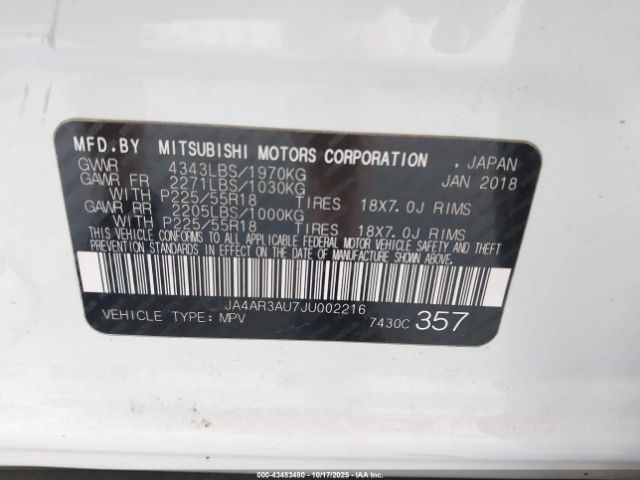 MFD.BY MITSUBISHI MOTORS CORPORATION , JAPAN
GVWR 4343LBS/1970KG JAN 2018
GAWR FR 2271LBS/1030KG
WITH P225/55R18 TIRES 18X7.0J RIMS
GAWR RR 2205LBS/1000KG
WITH P225/55R18 TIRES 18X7.0J RIMS
THIS VEHICLE CONFORMS TO ALL APPLICABLE FEDERAL MOTOR VEHICLE SAFETY AND THEFT
PREVENTION STANDARDS IN EFFECT ON THE DATE OF MANUFACTURE SHOWN ABOVE.
JA4AR3AU7JU002216
VEHICLE TYPE: MPV 7430C 357
000-43483480 - 10/17/2025 - IAA, Inc.